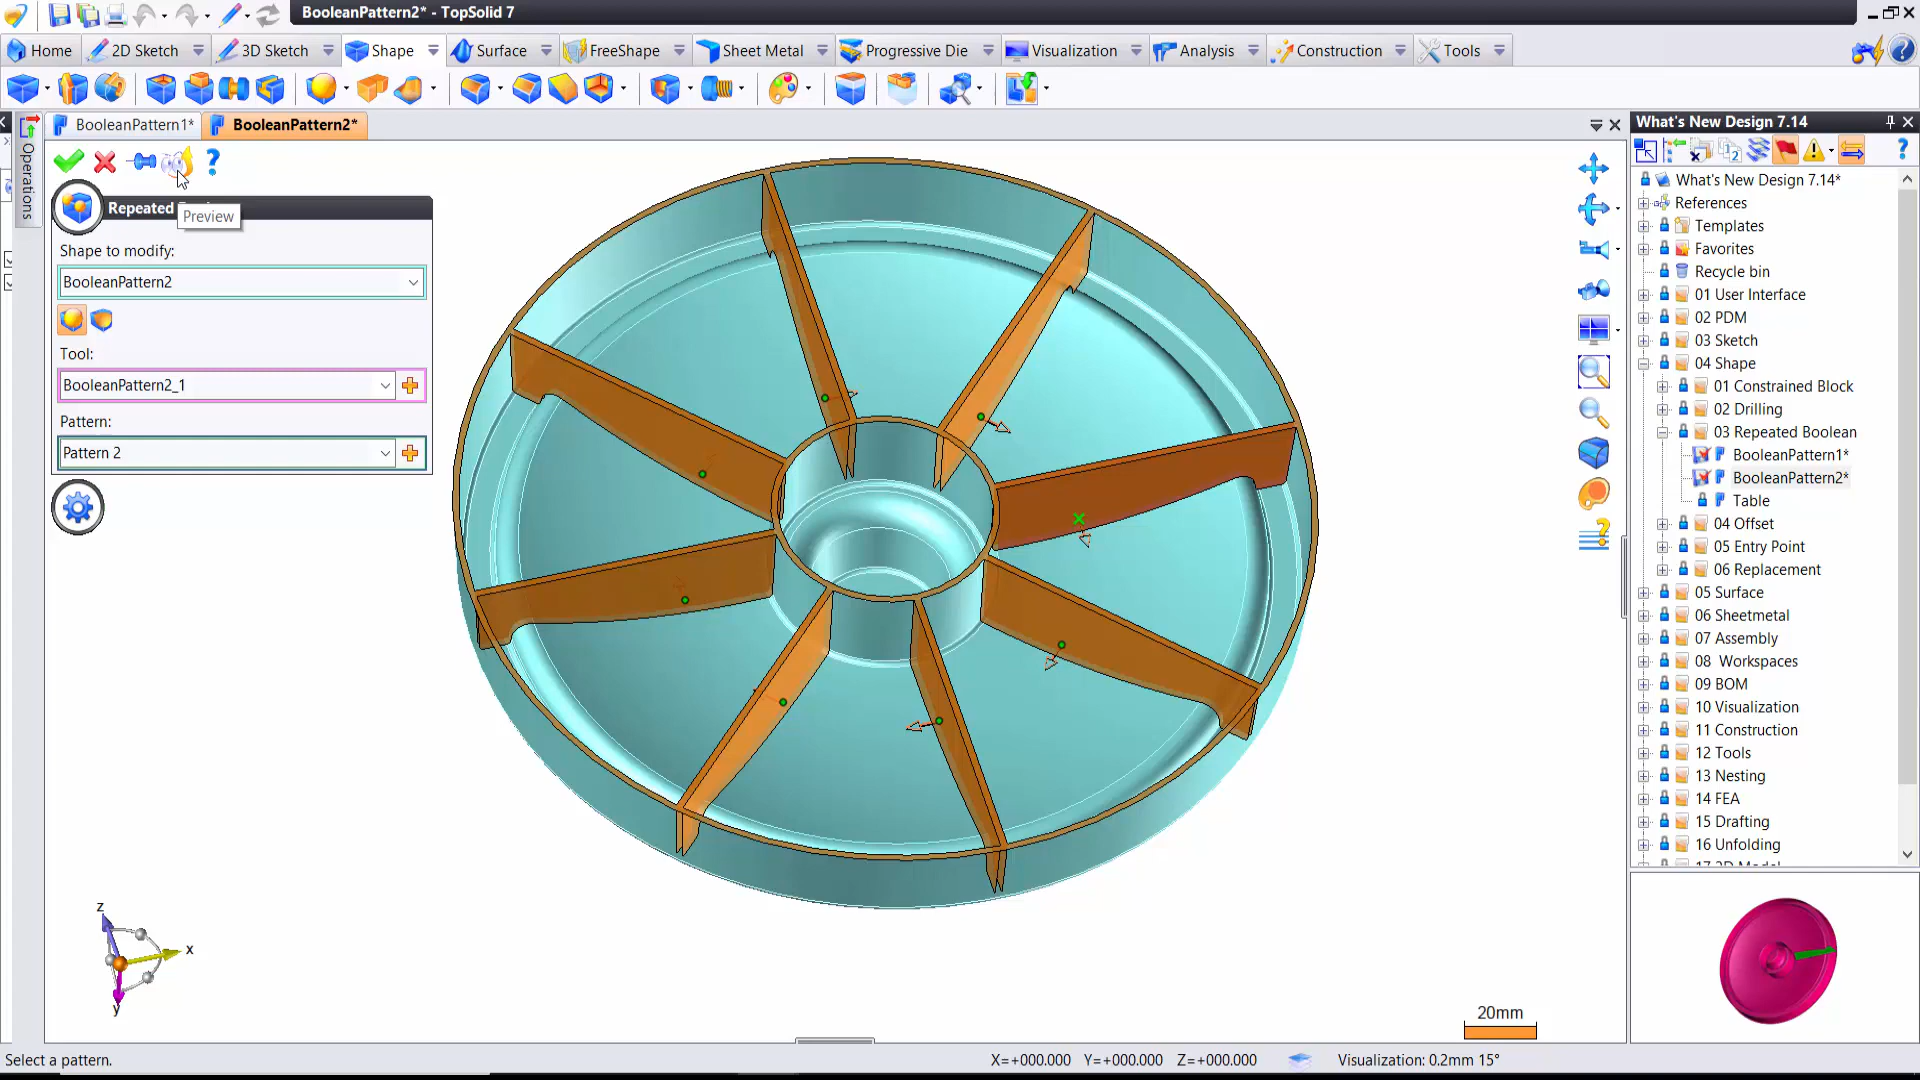 BooleanPattern2* - TopSolid 7
Home
2D Sketch
3D Sketch
Shape
Surface
FreeShape
Sheet Metal
Progressive Die
Visualization
Analysis
Construction
Tools
Operations
BooleanPattern1*
BooleanPattern2*
Repeated
Preview
Shape to modify:
BooleanPattern2
Tool:
BooleanPattern2_1
Pattern:
Pattern 2
What's New Design 7.14
What's New Design 7.14*
References
Templates
Favorites
Recycle bin
01 User Interface
02 PDM
03 Sketch
04 Shape
01 Constrained Block
02 Drilling
03 Repeated Boolean
BooleanPattern1*
BooleanPattern2*
Table
04 Offset
05 Entry Point
06 Replacement
05 Surface
06 Sheetmetal
07 Assembly
08 Workspaces
09 BOM
10 Visualization
11 Construction
12 Tools
13 Nesting
14 FEA
15 Drafting
16 Unfolding
z
x
y
20mm
Select a pattern.
X=+000.000 Y=+000.000 Z=+000.000
Visualization: 0.2mm 15°